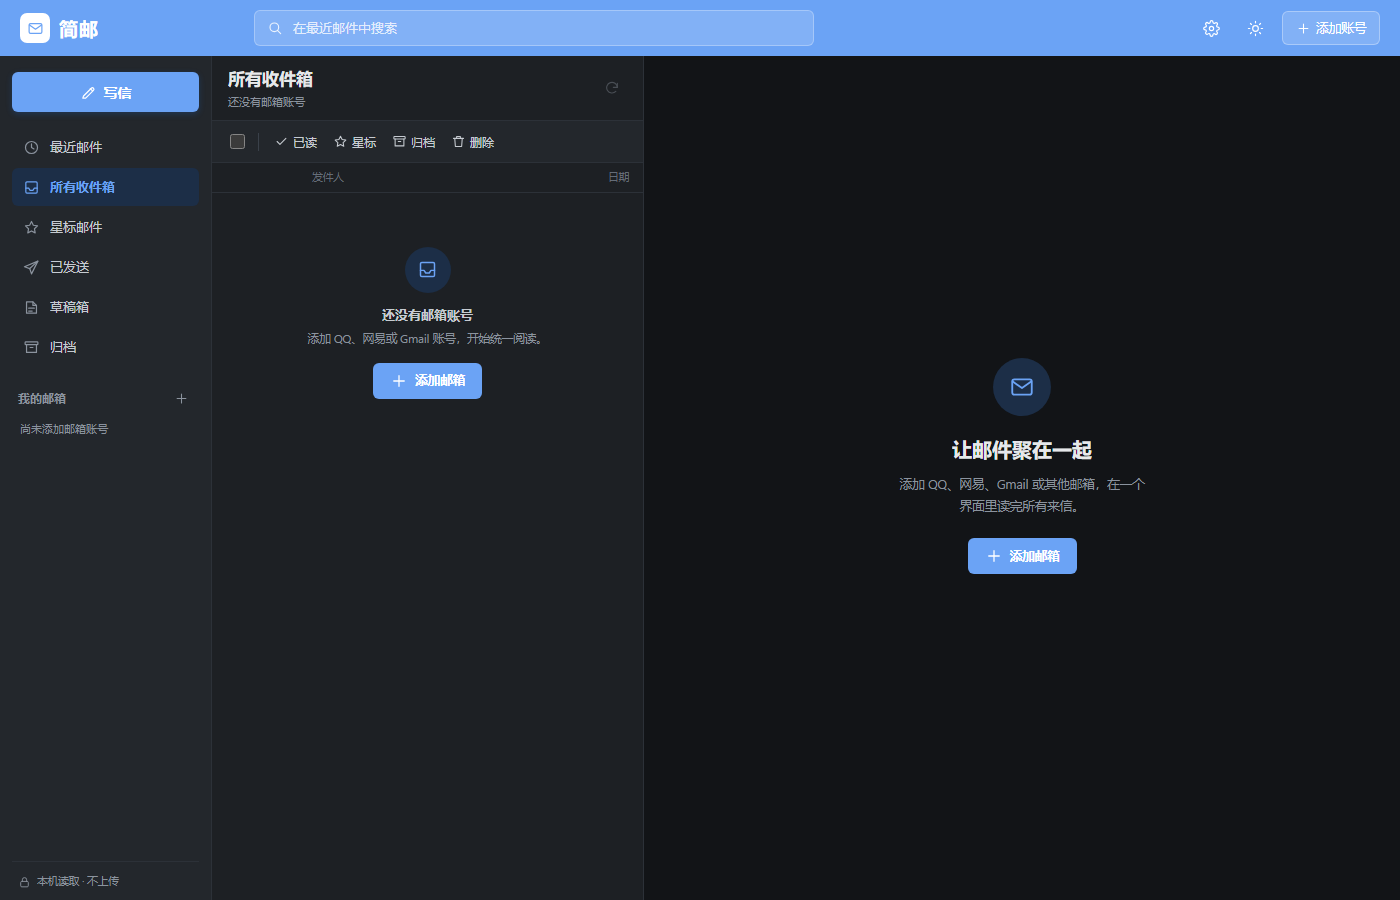 简邮
在最近邮件中搜索
添加账号
写信
最近邮件
所有收件箱
星标邮件
已发送
草稿箱
归档
我的邮箱
尚未添加邮箱账号
本机读取 · 不上传
所有收件箱
还没有邮箱账号
已读
星标
归档
删除
发件人
日期
还没有邮箱账号
添加 QQ、网易或 Gmail 账号，开始统一阅读。
添加邮箱
让邮件聚在一起
添加 QQ、网易、Gmail 或其他邮箱，在一个
界面里读完所有来信。
添加邮箱